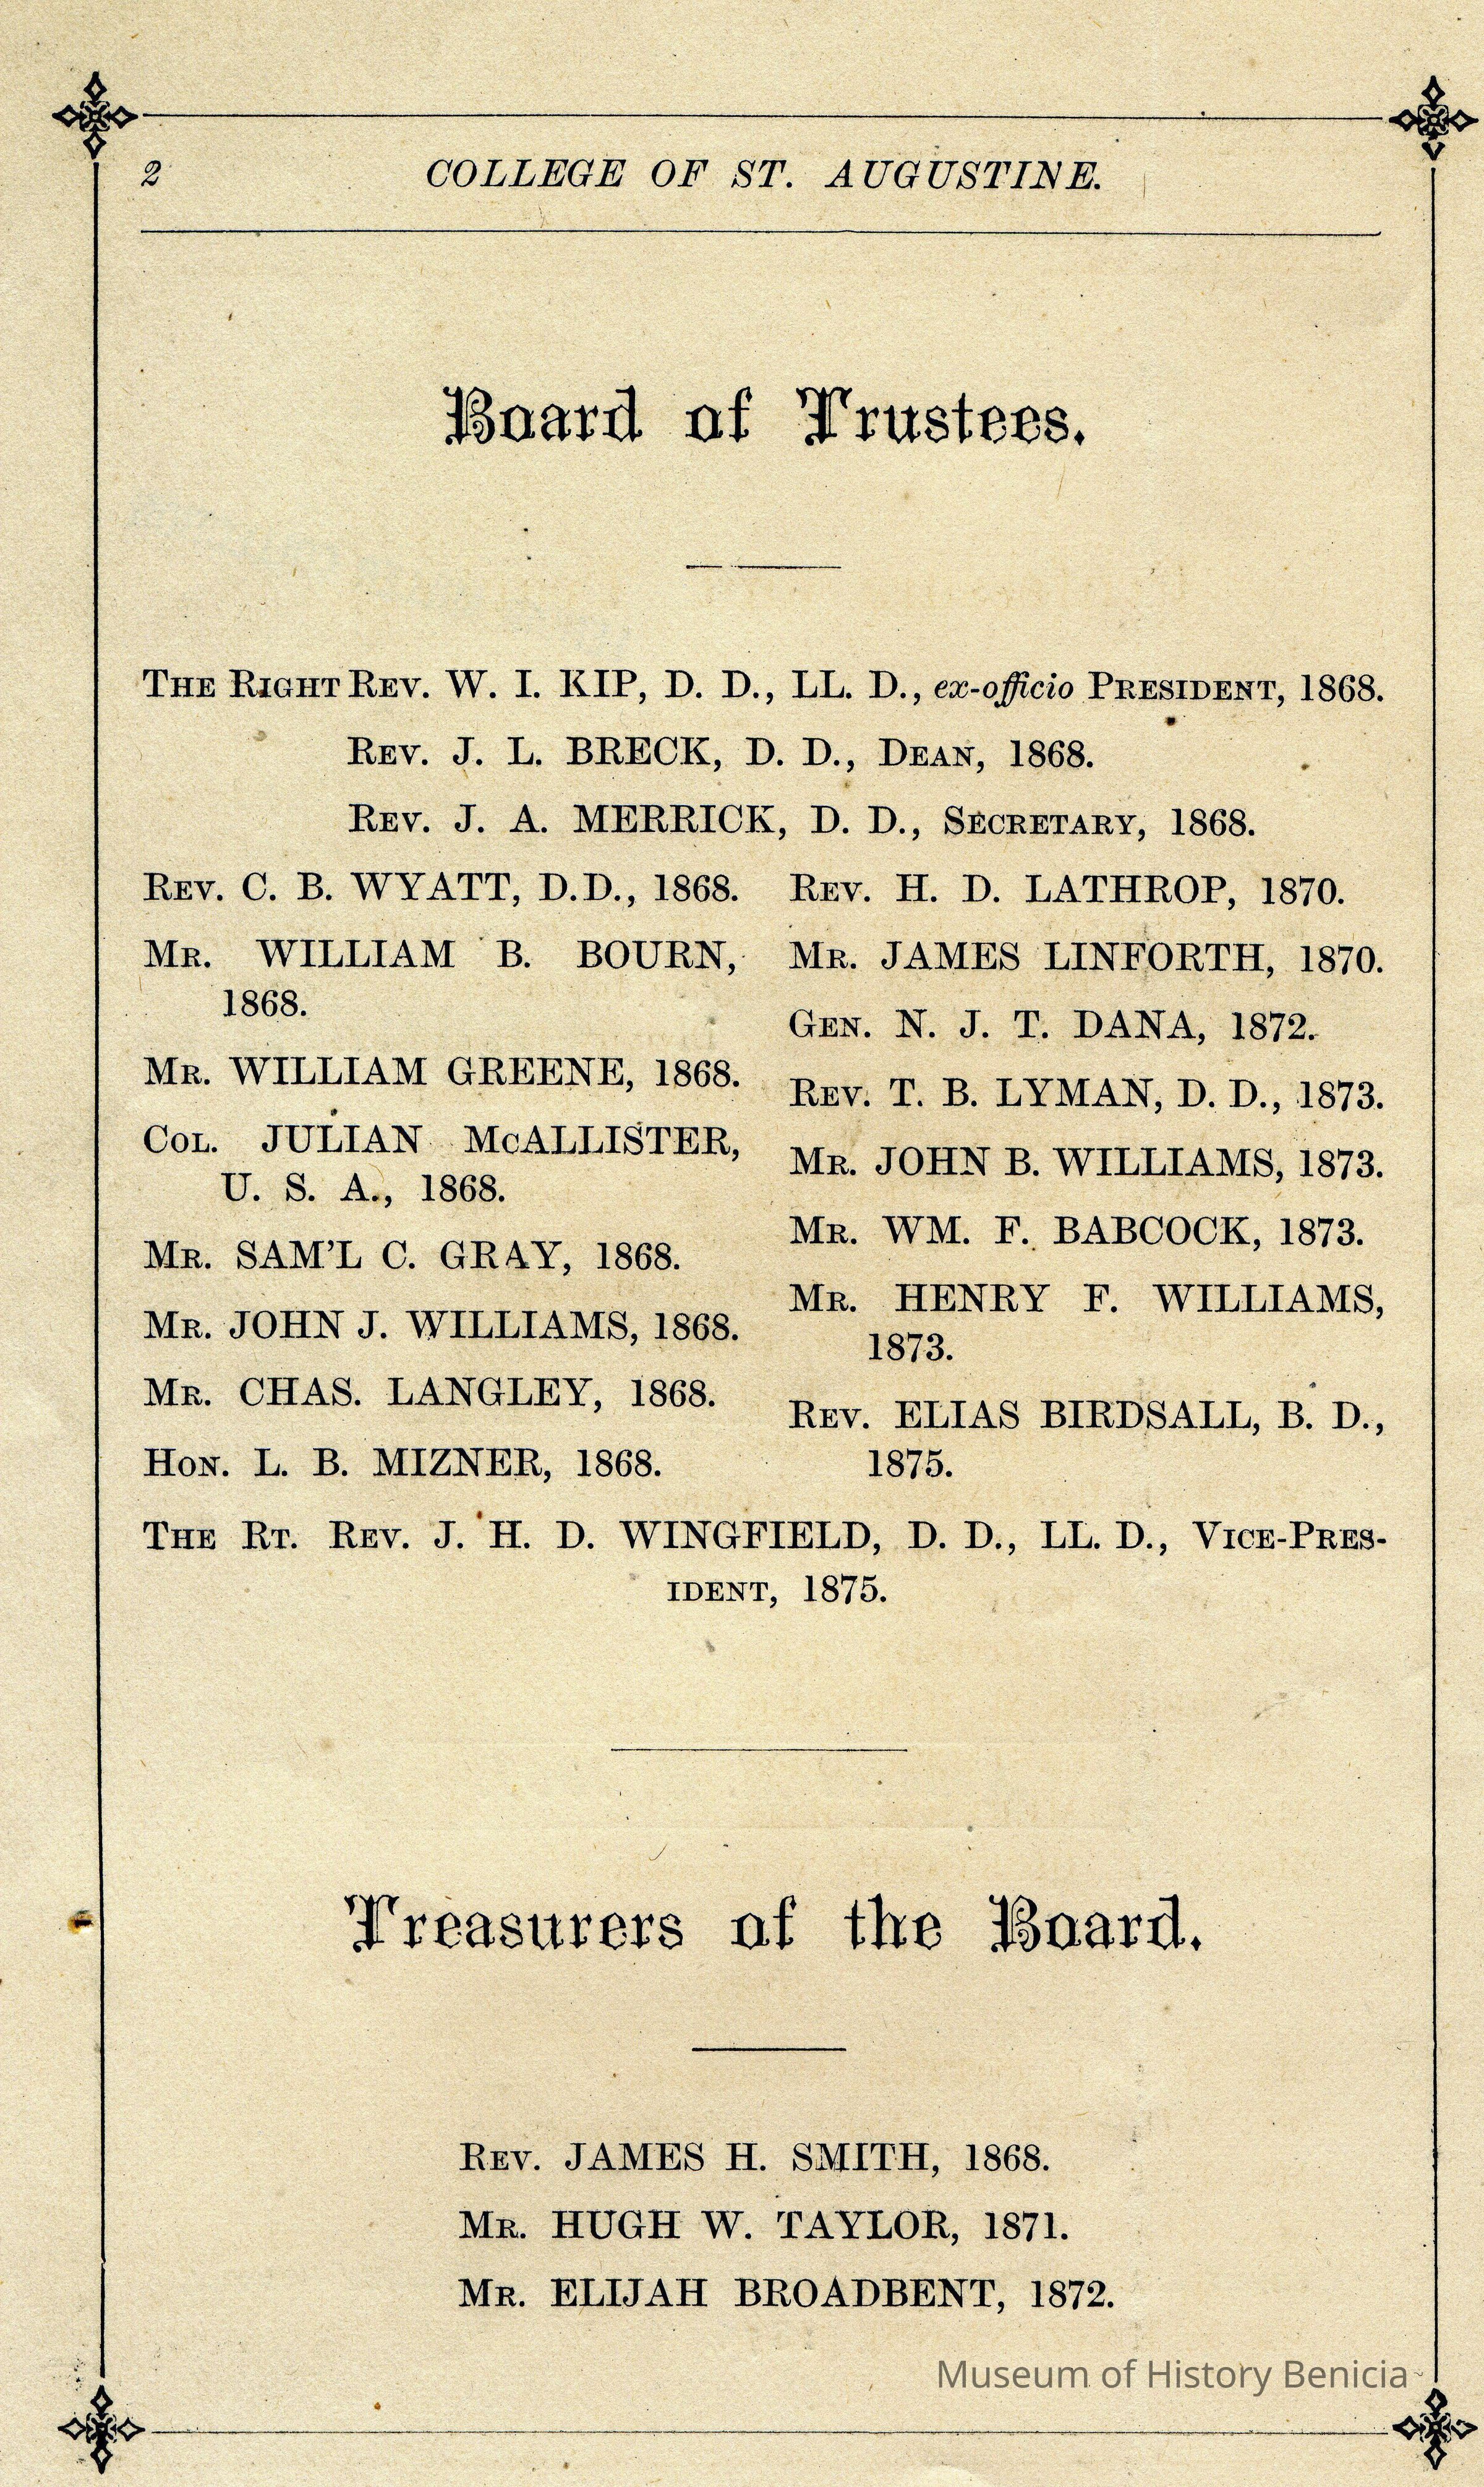 2
COLLEGE OF ST. AUGUSTINE.
Board of Trustees.
THE RIGHT REV. W. I. KIP, D. D., LL. D., ex-officio PRESIDENT, 1868.
REV. J. L. BRECK, D. D., DEAN, 1868.
REV. J. A. MERRICK, D. D., SECRETARY, 1868.
REV. C. B. WYATT, D.D., 1868.
MR. WILLIAM B. BOURN,
1868.
MR. WILLIAM GREENE, 1868.
COL. JULIAN McALLISTER,
U. S. A., 1868.
MR. SAM'L C. GRAY, 1868.
MR. JOHN J. WILLIAMS, 1868.
MR. CHAS. LANGLEY, 1868.
HON. L. B. MIZNER, 1868.
REV. H. D. LATHROP, 1870.
MR. JAMES LINFORTH, 1870.
GEN. N. J. T. DANA, 1872.
REV. T. B. LYMAN, D. D., 1873.
MR. JOHN B. WILLIAMS, 1873.
MR. WM. F. BABCOCK, 1873.
MR. HENRY F. WILLIAMS,
1873.
REV. ELIAS BIRDSALL, B. D.,
1875.
THE RT. REV. J. H. D. WINGFIELD, D. D., LL. D., VICE-PRES-
IDENT, 1875.
Treasurers of the Board.
REV. JAMES H. SMITH, 1868.
MR. HUGH W. TAYLOR, 1871.
MR. ELIJAH BROADBENT, 1872.
Museum of History Benicia